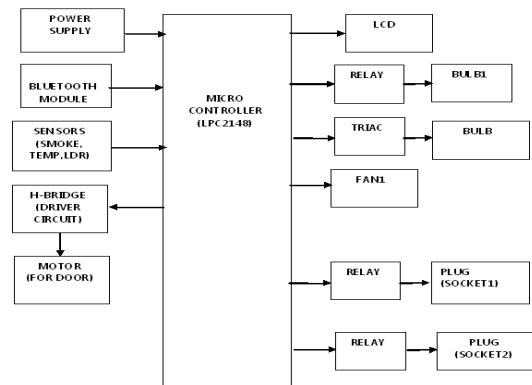 POWER
SUPPLY
BLUETOOTH
MODULE
SENSORS
(SMOKE,
TEMP,LDR)
H-BRIDGE
(DRIVER
CIRCUIT)
MOTOR
(FOR DOOR)
MICRO
CONTROLLER
(LPC2148)
LCD
RELAY
BULB1
TRIAC
BULB
FAN1
RELAY
PLUG
(SOCKET1)
RELAY
PLUG
(SOCKET2)